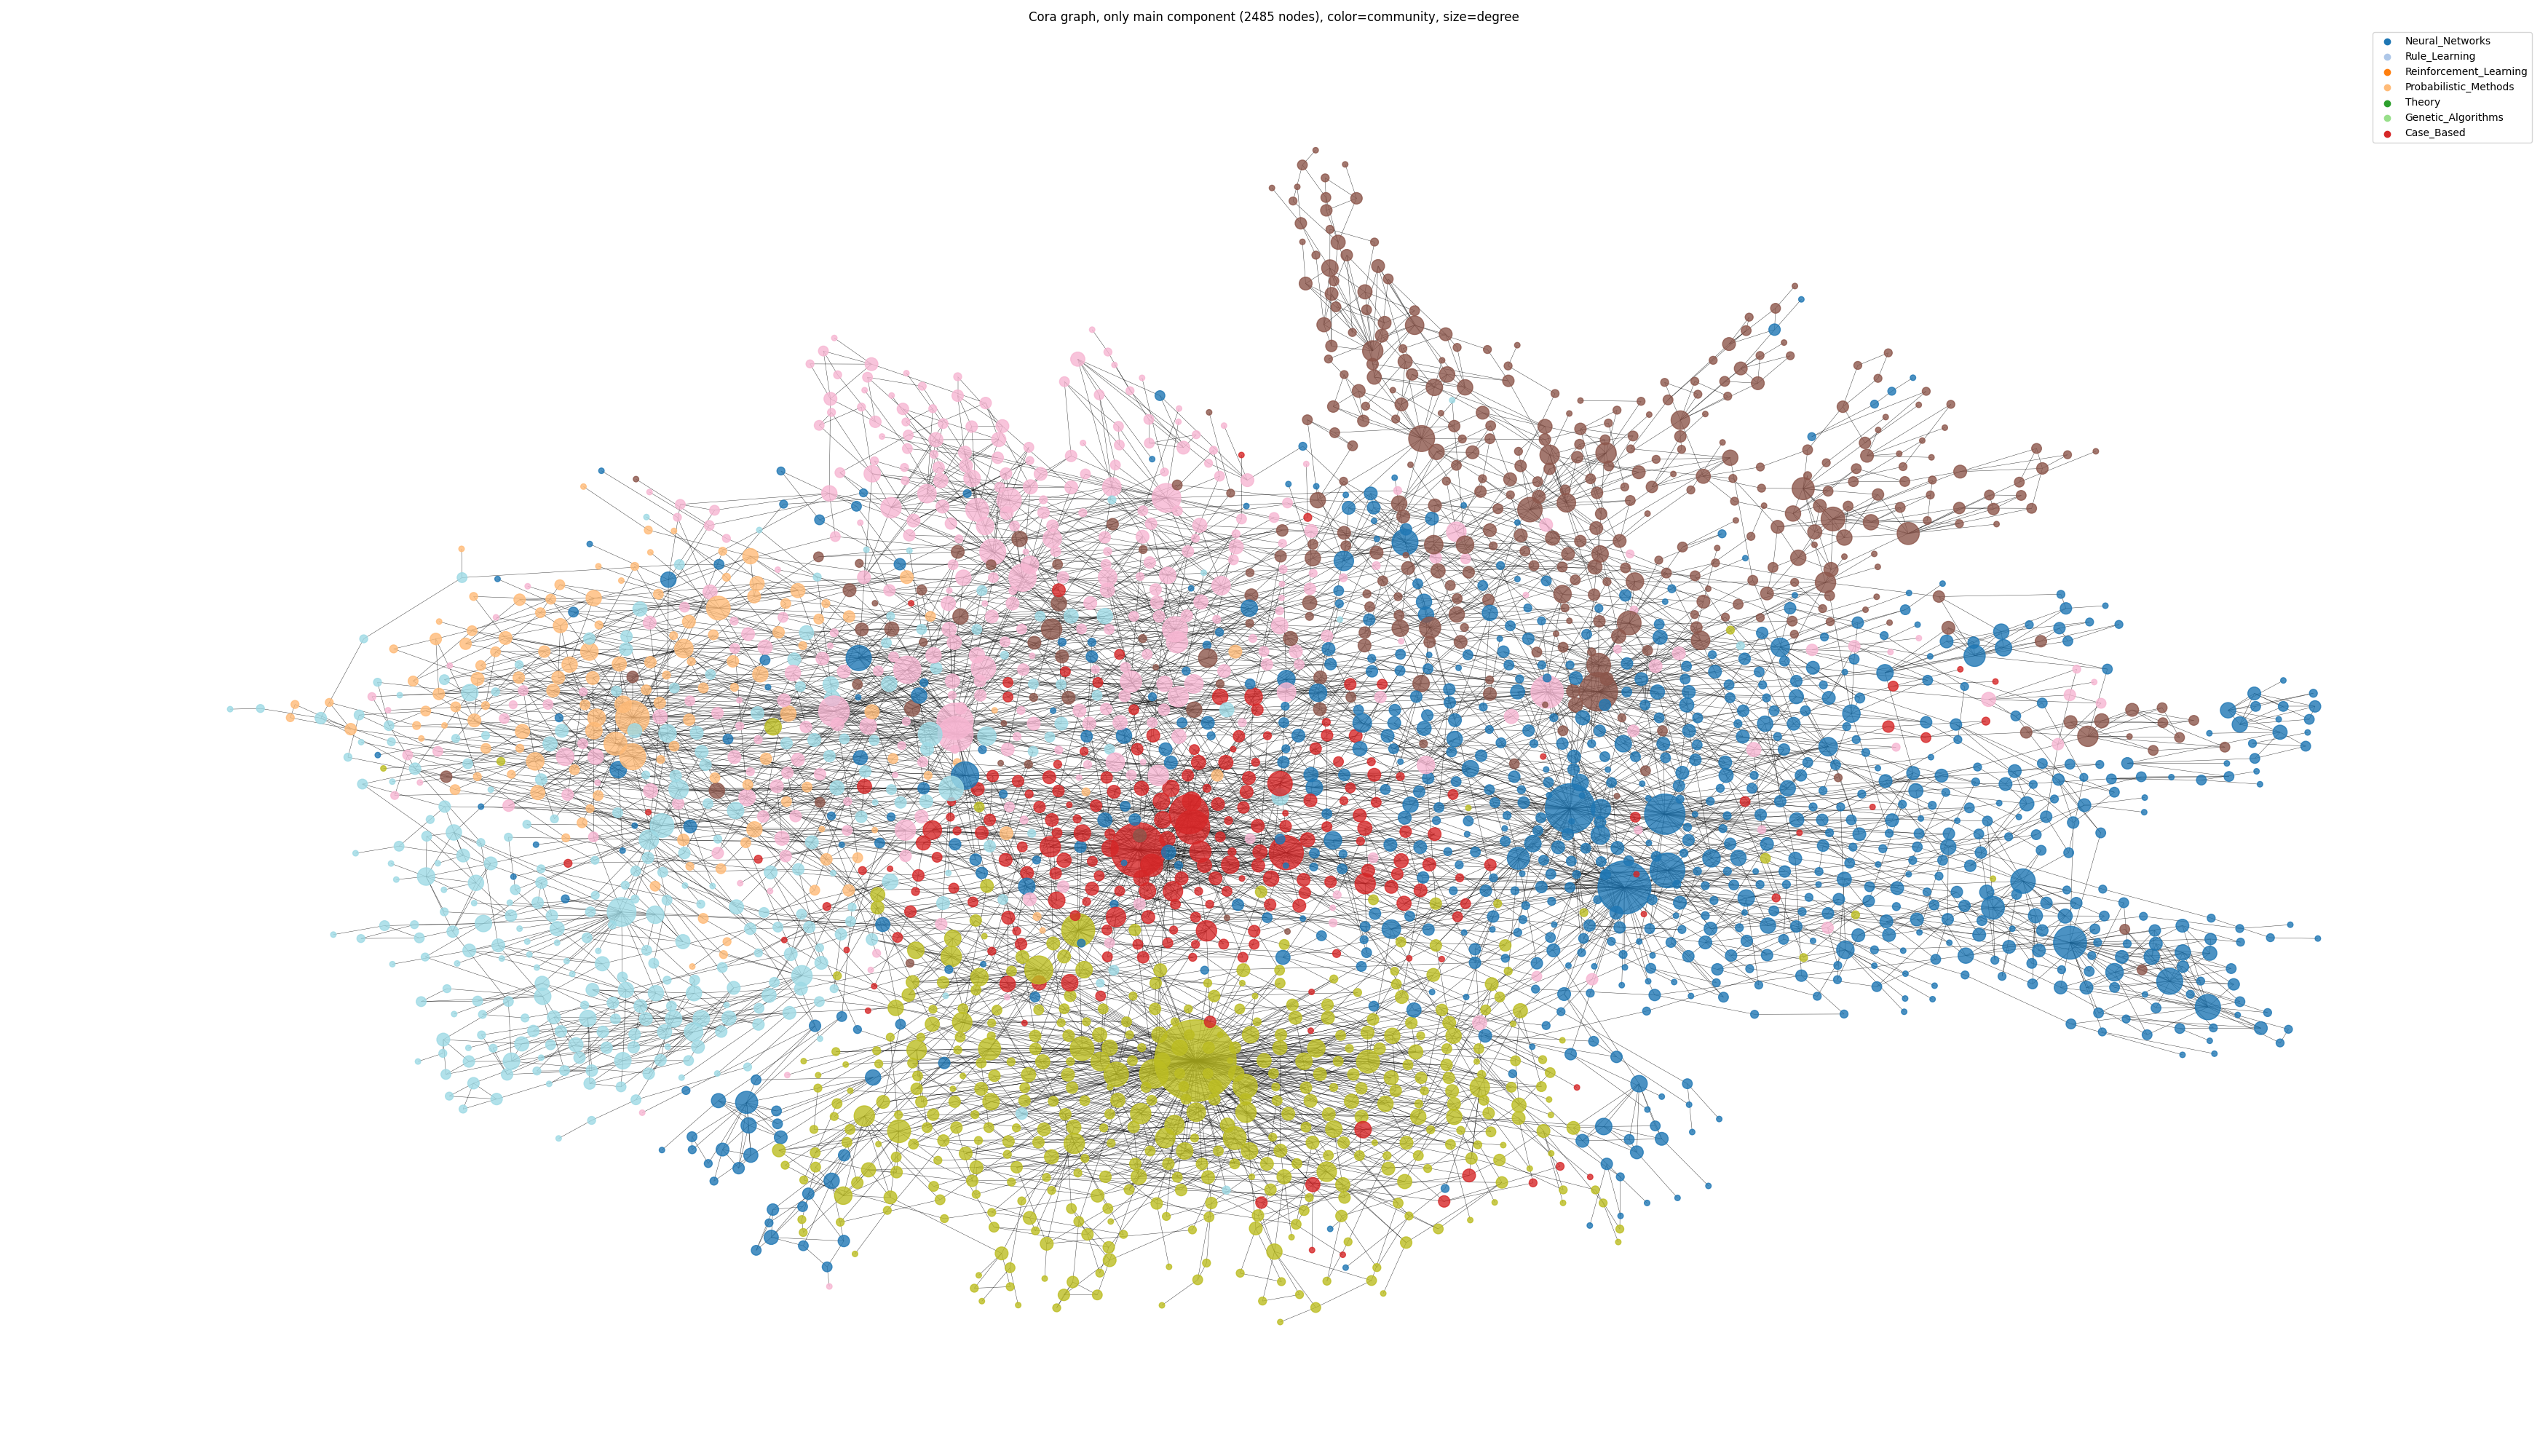 Cora graph, only main component (2485 nodes), color=community, size=degree
Neural_Networks
Rule_Learning
Reinforcement_Learning
Probabilistic_Methods
Theory
Genetic_Algorithms
Case_Based